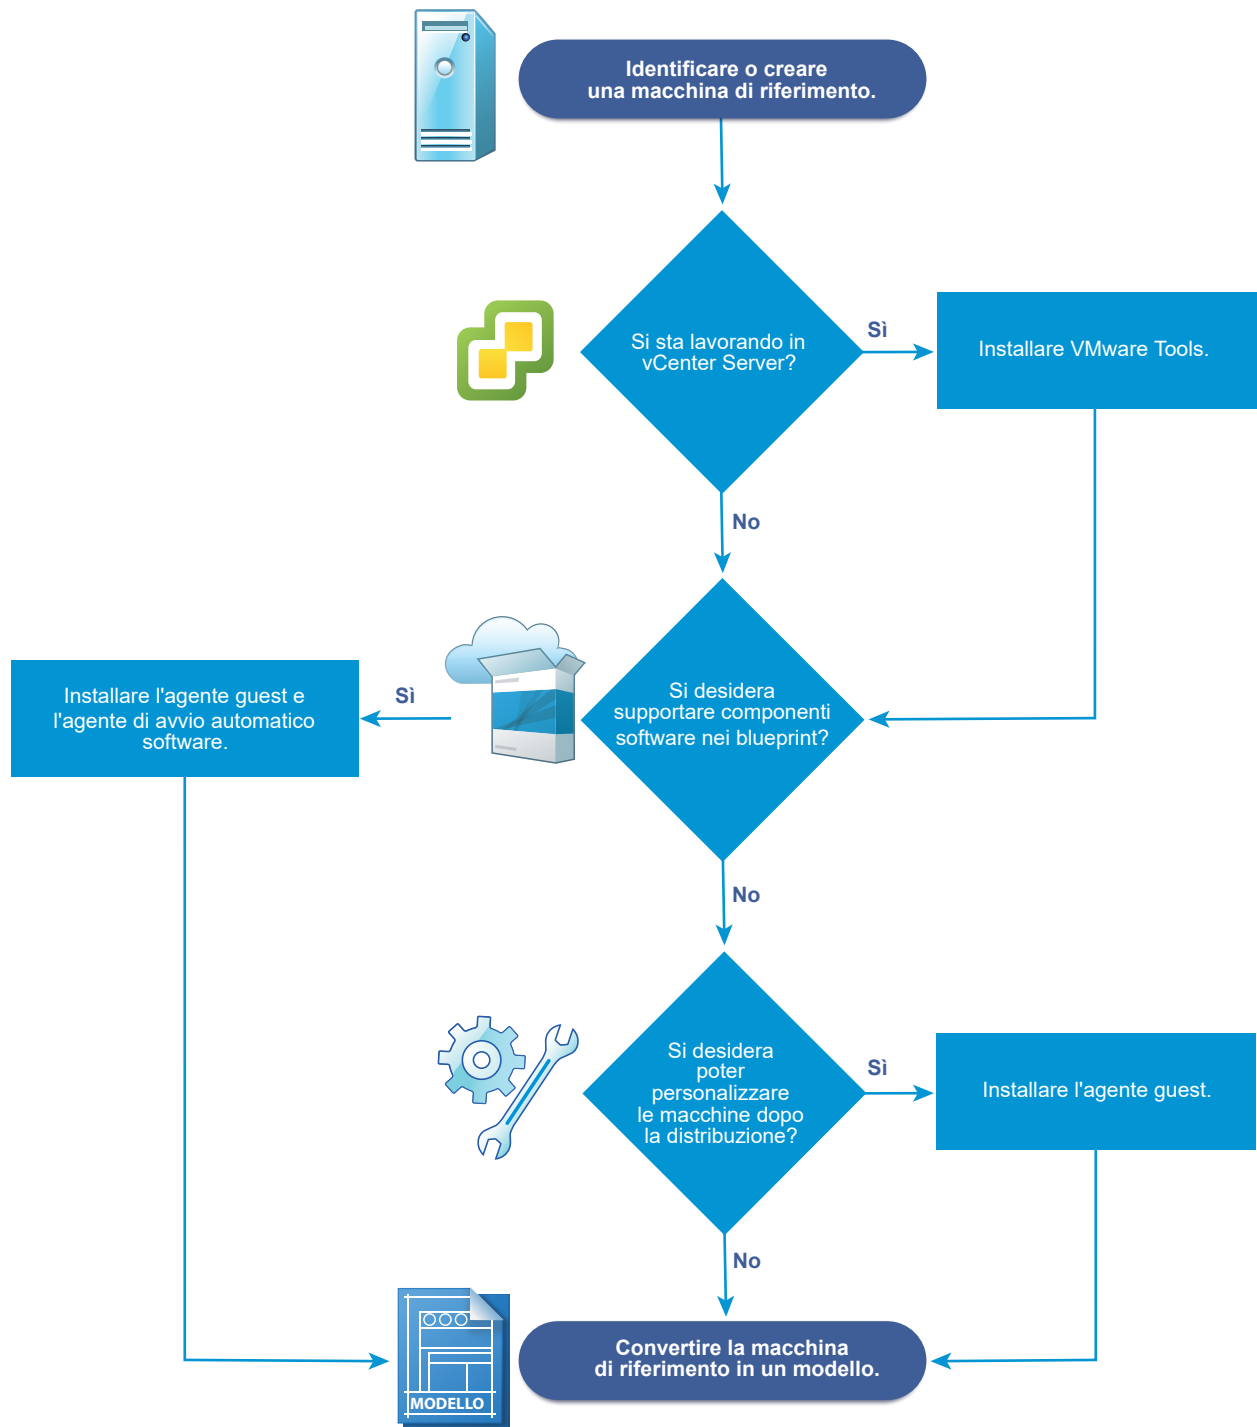 Identificare o creare
una macchina di riferimento.
Si sta lavorando in
vCenter Server?
Sì
Installare VMware Tools.
No
Si desidera
supportare componenti
software nei blueprint?
Sì
Installare l'agente guest e
l'agente di avvio automatico
software.
No
Si desidera
poter
personalizzare
le macchine dopo
la distribuzione?
Sì
Installare l'agente guest.
No
Convertire la macchina
di riferimento in un modello.
MODELLO